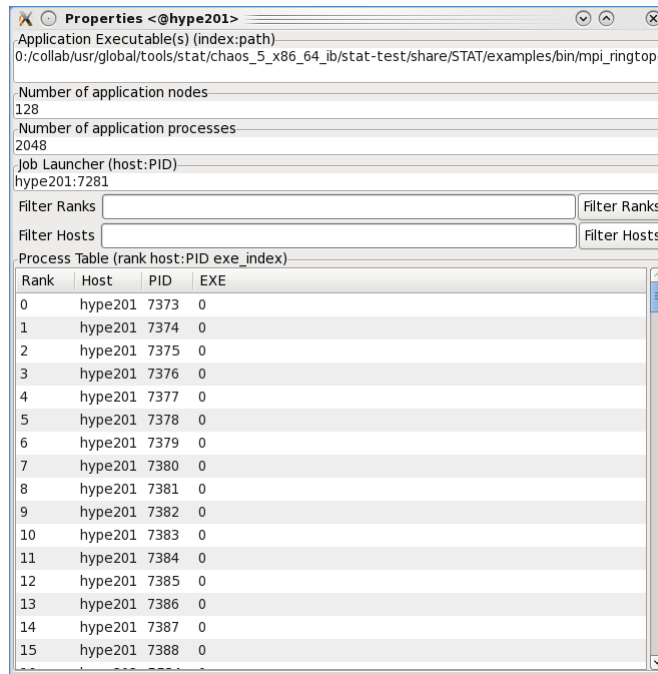 Properties <@hype201>
Application Executable(s) (index:path)
0:/collab/usr/global/tools/stat/chaos_5_x86_64_ib/stat-test/share/STAT/examples/bin/mpi_ringtop
Number of application nodes
128
Number of application processes
2048
Job Launcher (host:PID)
hype201:7281
Filter Ranks Filter Ranks
Filter Hosts Filter Hosts
Process Table (rank host:PID exe_index)
Rank Host PID EXE
0 hype201 7373 0
1 hype201 7374 0
2 hype201 7375 0
3 hype201 7376 0
4 hype201 7377 0
5 hype201 7378 0
6 hype201 7379 0
7 hype201 7380 0
8 hype201 7381 0
9 hype201 7382 0
10 hype201 7383 0
11 hype201 7384 0
12 hype201 7385 0
13 hype201 7386 0
14 hype201 7387 0
15 hype201 7388 0